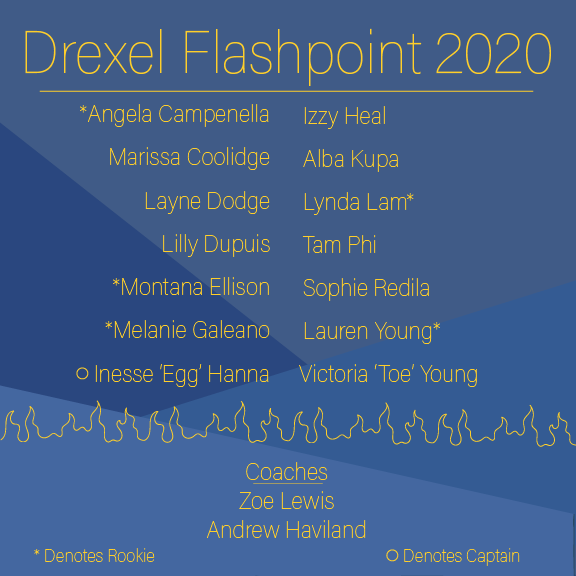 Drexel Flashpoint 2020
*Angela Campenella
Marissa Coolidge
Layne Dodge
Lilly Dupuis
*Montana Ellison
*Melanie Galeano
O Inesse 'Egg' Hanna
Izzy Heal
Alba Kupa
Lynda Lam*
Tam Phi
Sophie Redila
Lauren Young*
Victoria 'Toe' Young
Coaches
Zoe Lewis
Andrew Haviland
* Denotes Rookie
O Denotes Captain